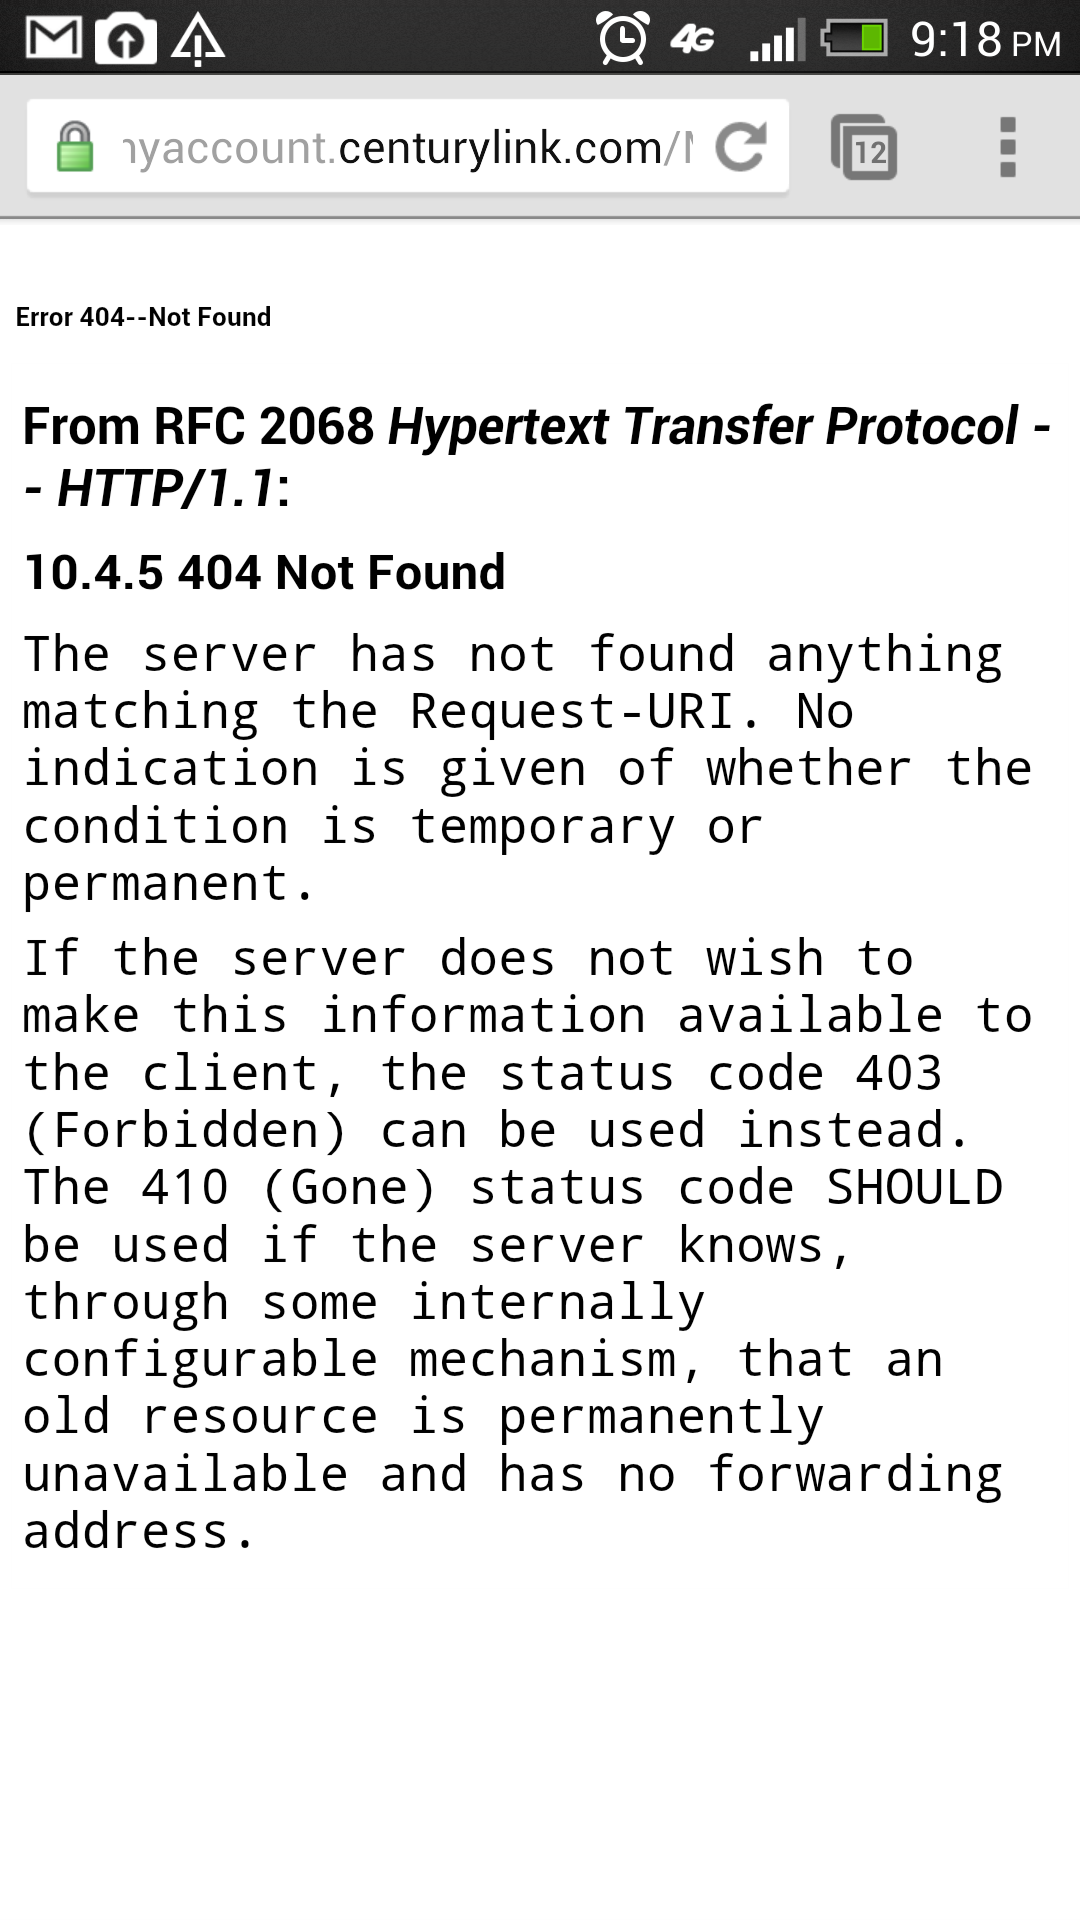 4G 9:18 PM
nyaccount.centurylink.com/ 12
Error 404--Not Found
From RFC 2068 Hypertext Transfer Protocol -
- HTTP/1.1:
10.4.5 404 Not Found
The server has not found anything
matching the Request-URI. No
indication is given of whether the
condition is temporary or
permanent.
If the server does not wish to
make this information available to
the client, the status code 403
(Forbidden) can be used instead.
The 410 (Gone) status code SHOULD
be used if the server knows,
through some internally
configurable mechanism, that an
old resource is permanently
unavailable and has no forwarding
address.